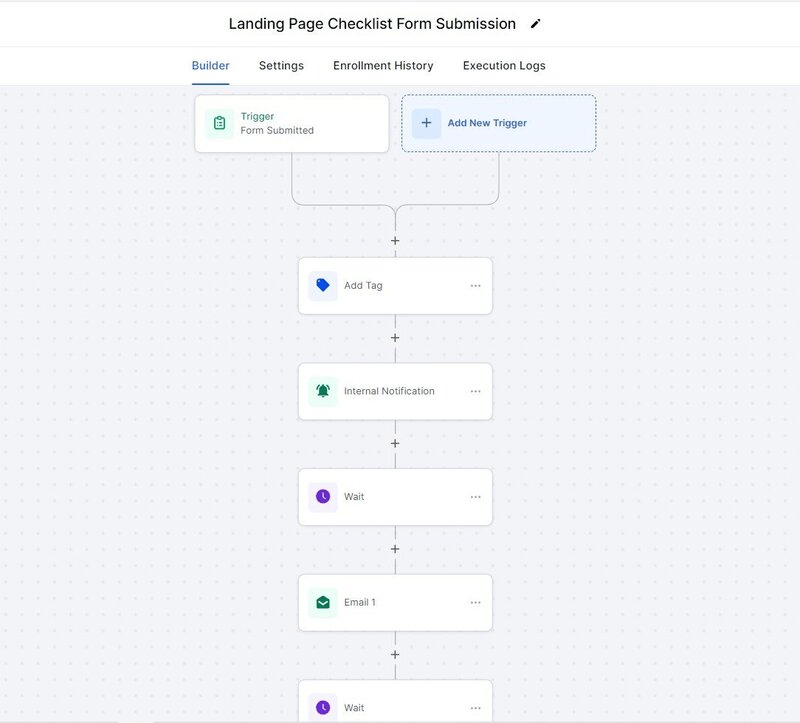 Landing Page Checklist Form Submission
Builder
Settings
Enrollment History
Execution Logs
Trigger
Form Submitted
Add New Trigger
Add Tag
Internal Notification
Wait
Email 1
Wait